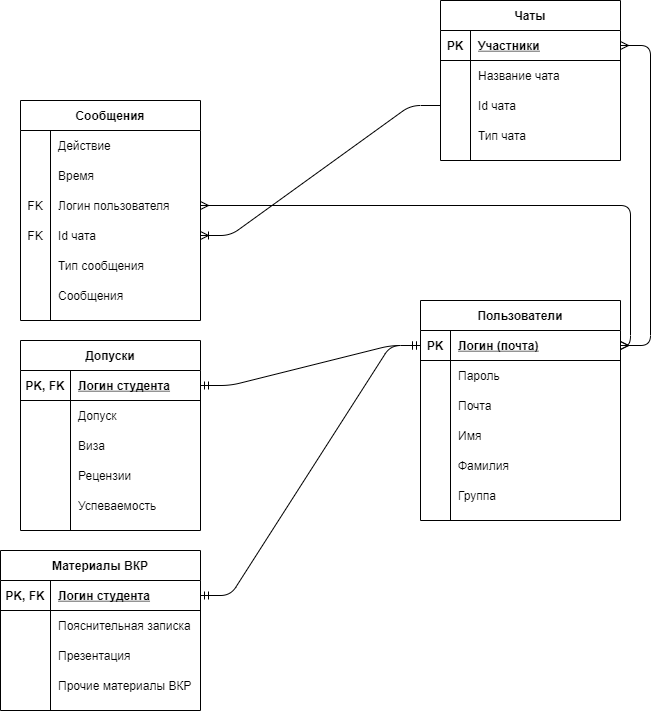 Чаты
PK Участники
Название чата
Id чата
Тип чата
Сообщения
Действие
Время
FK Логин пользователя
FK Id чата
Тип сообщения
Сообщения
Пользователи
PK Логин (почта)
Пароль
Почта
Имя
Фамилия
Группа
Допуски
PK, FK Логин студента
Допуск
Виза
Рецензии
Успеваемость
Материалы ВКР
PK, FK Логин студента
Пояснительная записка
Презентация
Прочие материалы ВКР